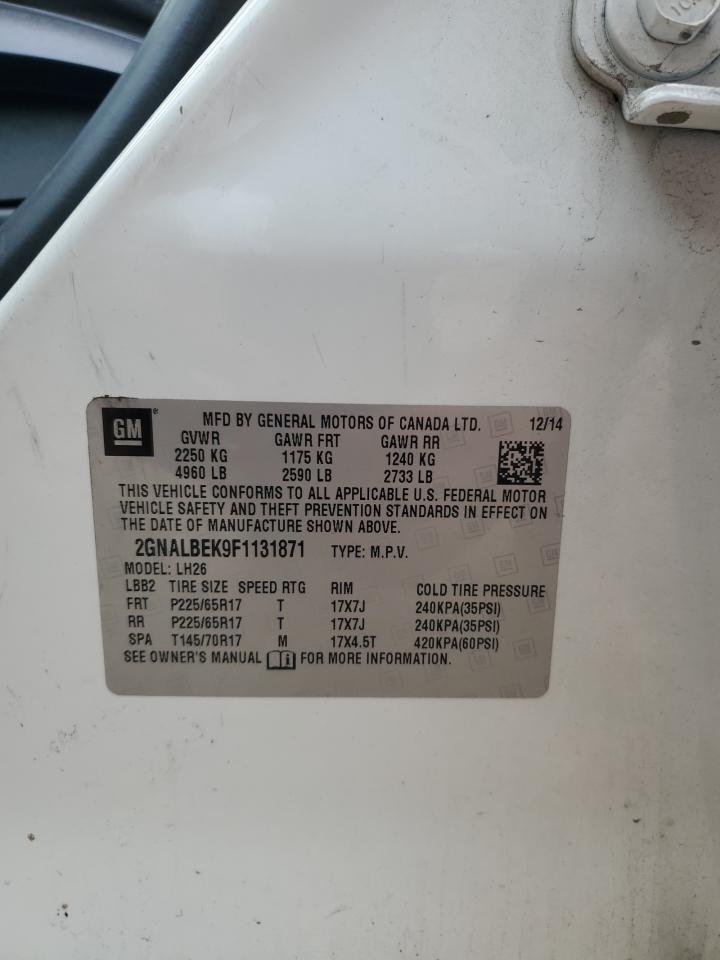 GM ® MFD BY GENERAL MOTORS OF CANADA LTD. 12/14
GVWR GAWR FRT GAWR RR
2250 KG 1175 KG 1240 KG
4960 LB 2590 LB 2733 LB
THIS VEHICLE CONFORMS TO ALL APPLICABLE U.S. FEDERAL MOTOR
VEHICLE SAFETY AND THEFT PREVENTION STANDARDS IN EFFECT ON
THE DATE OF MANUFACTURE SHOWN ABOVE.
2GNALBEK9F1131871 TYPE: M.P.V.
MODEL: LH26
LBB2 TIRE SIZE SPEED RTG RIM COLD TIRE PRESSURE
FRT P225/65R17 T 17X7J 240KPA(35PSI)
RR P225/65R17 T 17X7J 240KPA(35PSI)
SPA T145/70R17 M 17X4.5T 420KPA(60PSI)
SEE OWNER'S MANUAL FOR MORE INFORMATION.